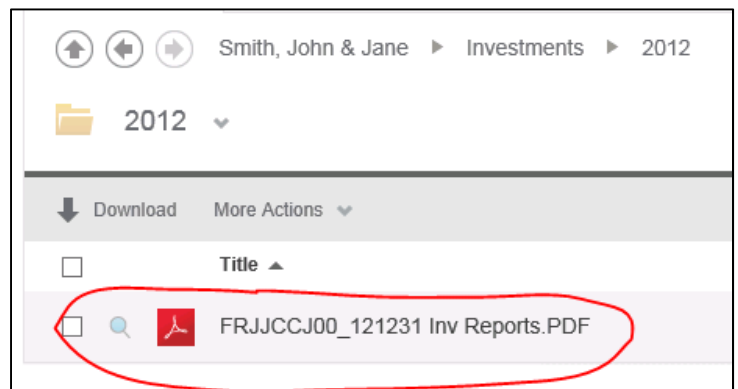 Smith, John & Jane Investments 2012
2012
Download More Actions
Title
FRJJCCJ00_121231 Inv Reports.PDF